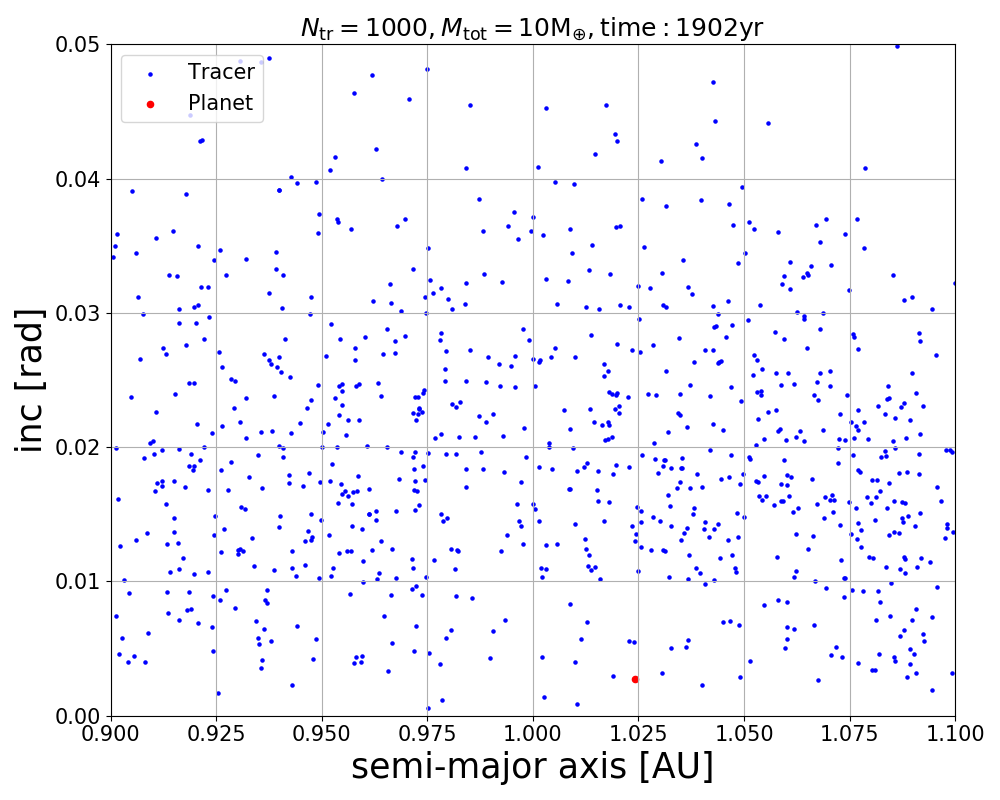 N_tr = 1000, M_tot = 10M_⊕, time : 1902yr
Tracer
Planet
inc [rad]
0.05
0.04
0.03
0.02
0.01
0.00
0.900 0.925 0.950 0.975 1.000 1.025 1.050 1.075 1.100
semi-major axis [AU]